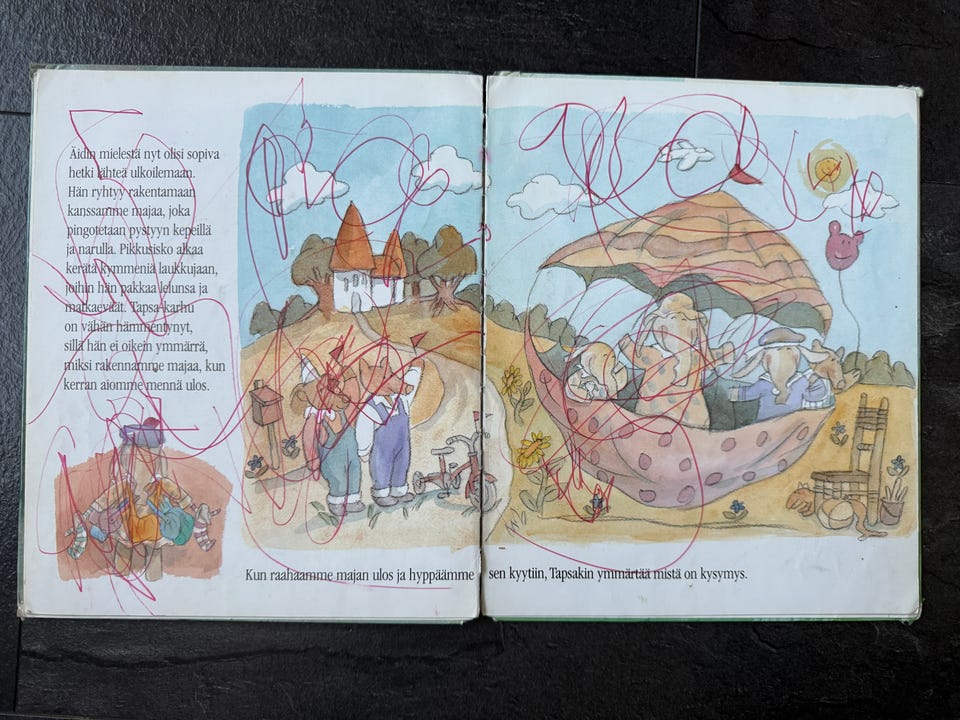 Äidin mielestä nyt olisi sopiva
hetki lähteä ulkoilemaan.
Hän ryhtyy rakentamaan
kanssamme majaa, joka
pingotetaan pystyyn kepeillä
ja narulla. Pikkusisko alkaa
kerätä kymmeniä laukkujaan,
joihin hän pakkaa lelunsa ja
matkaeväät. Tapsa-karhu
on vähän hämmentynyt,
sillä hän ei oikein ymmärrä,
miksi rakennamme majaa, kun
kerran aiomme mennä ulos.
Kun raahaamme majan ulos ja hyppäämme sen kyytiin, Tapsakin ymmärtää mistä on kysymys.